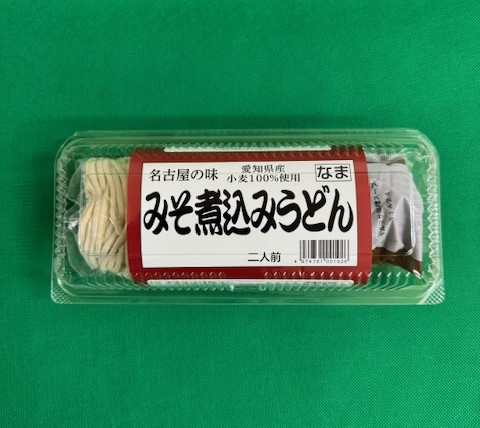 名古屋の味
愛知県産
小麦100%使用
なま
みそ煮込みうどん
二人前